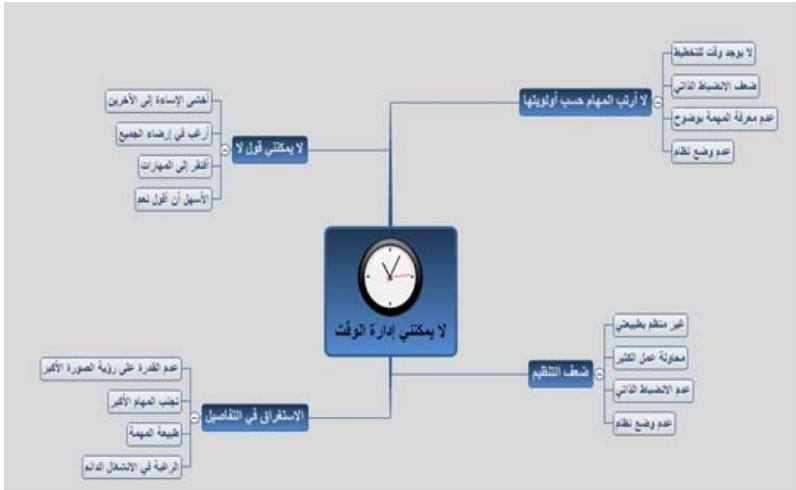 لا يمكنني إدارة الوقت
لا أرتب المهام حسب أولويتها
لا يوجد وقت للتخطيط
ضعف الانضباط الذاتي
عدم معرفة المهمة بوضوح
عدم وضع نظام
لا يمكنني قول لا
أخشى الإساءة إلى الآخرين
أرغب في إرضاء الجميع
أفتقر إلى المهارات
الأسهل أن أقول نعم
ضعف التنظيم
غير منظم بطبيعتي
محاولة عمل الكثير
عدم الانضباط الذاتي
عدم وضع نظام
الاستغراق في التفاصيل
عدم القدرة على رؤية الصورة الأكبر
تجنب المهام الأكبر
طبيعة المهمة
الرغبة في الانشغال الدائم